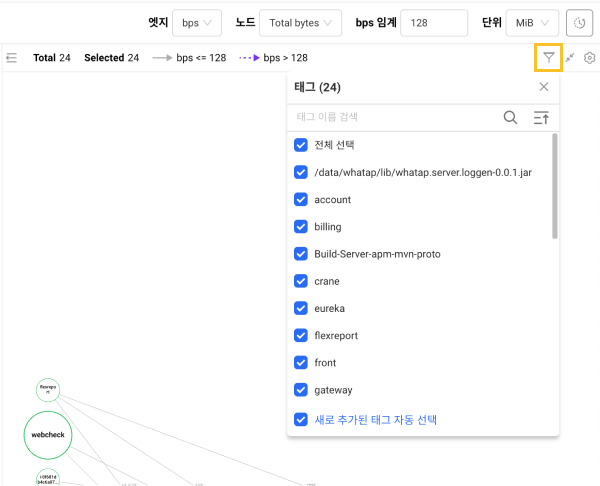 엣지 bps 노드 Total bytes bps 임계 128 단위 MiB
Total 24 Selected 24 bps <= 128 bps > 128
태그 (24)
태그 이름 검색
전체 선택
/data/whatap/lib/whatap.server.loggen-0.0.1.jar
account
billing
Build-Server-apm-mvn-proto
crane
eureka
flexreport
front
gateway
새로 추가된 태그 자동 선택
flexrepo
rt
webcheck